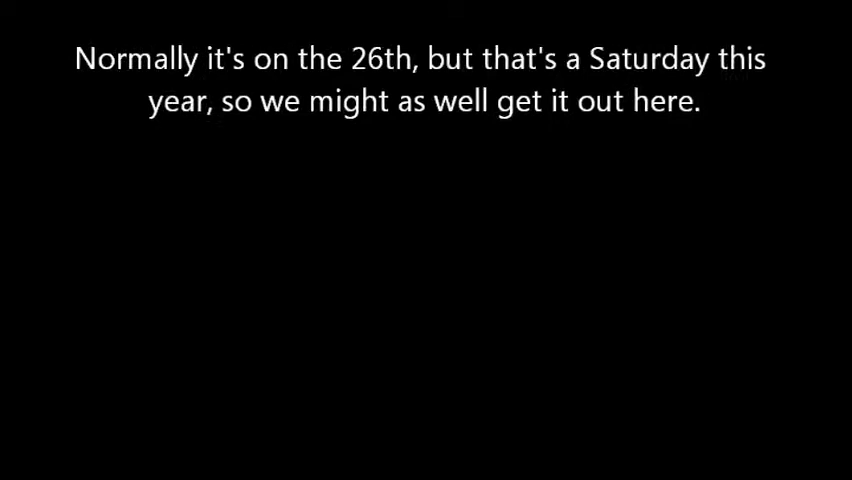 Normally it's on the 26th, but that's a Saturday this
year, so we might as well get it out here.